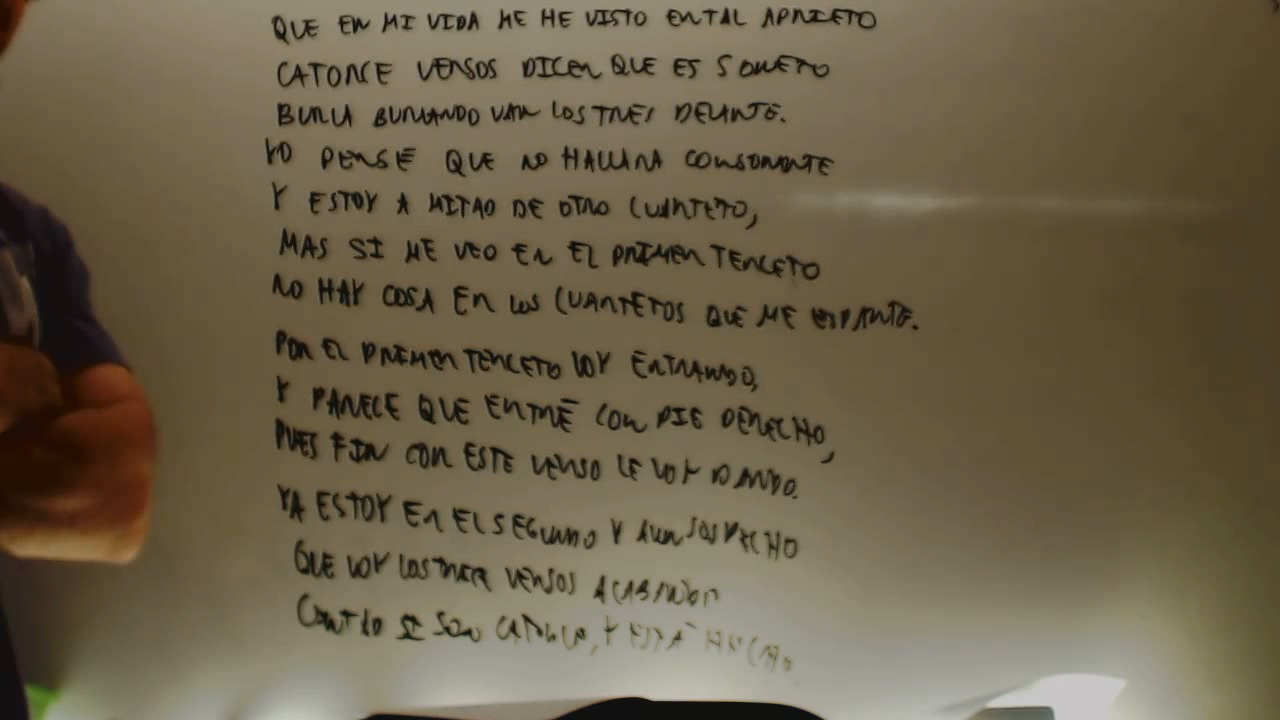 QUE EN MI VIDA ME HE VISTO EN TAL APRIETO
CATORCE VERSOS DICEN QUE ES SONETO
BURLA BURLANDO VAN LOS TRES DELANTE.
YO PENSÉ QUE NO HALLARA CONSONANTE
Y ESTOY A MITAD DE OTRO CUARTETO,
MAS SI ME VEO EN EL PRIMER TERCETO
NO HAY COSA EN LOS CUARTETOS QUE ME ESPANTE.
POR EL PRIMER TERCETO VOY ENTRANDO,
Y PARECE QUE ENTRÉ CON PIE DERECHO,
PUES FIN CON ESTE VERSO LE VOY DANDO.
YA ESTOY EN EL SEGUNDO Y AUN SOSPECHO
QUE VOY LOS VERSOS ACABANDO
SI SON CATORCE, Y ESTÁ HECHO